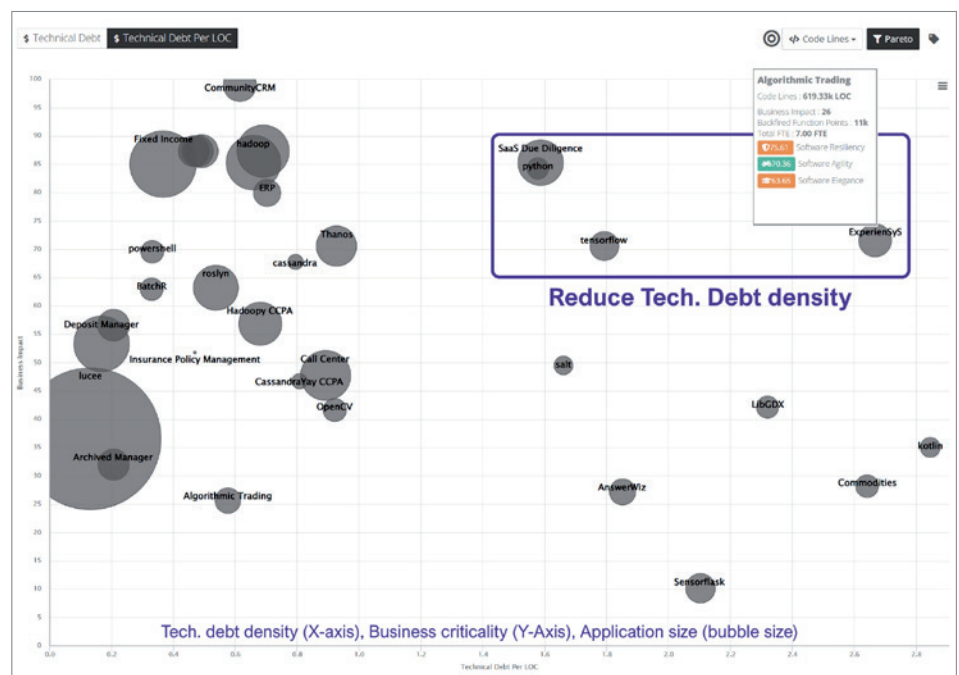 $ Technical Debt
$ Technical Debt Per LOC
</> Code Lines
Pareto
Algorithmic Trading
Code Lines : 619.33k LOC
Business Impact : 26
Backfired Function Points : 11k
Total FTE : 7.00 FTE
75.61 Software Resiliency
70.36 Software Agility
63.65 Software Elegance
100
95
90
85
80
75
70
65
60
55
50
45
40
35
30
25
20
15
10
5
0
Business Impact
CommunityCRM
Fixed Income
hadoop
ERP
SaaS Due Diligence
python
Thanos
tensorflow
ExperienSyS
powershell
cassandra
roslyn
BatchR
Reduce Tech. Debt density
Hadoopy CCPA
Deposit Manager
Insurance Policy Management
Call Center
salt
lucee
CassandraYay CCPA
OpenCV
LibGDX
kotlin
Archived Manager
Commodities
Algorithmic Trading
AnswerWiz
Sensorflask
Tech. debt density (X-axis), Business criticality (Y-Axis), Application size (bubble size)
0.0 0.2 0.4 0.6 0.8 1.0 1.2 1.4 1.6 1.8 2.0 2.2 2.4 2.6 2.8
Technical Debt Per LOC